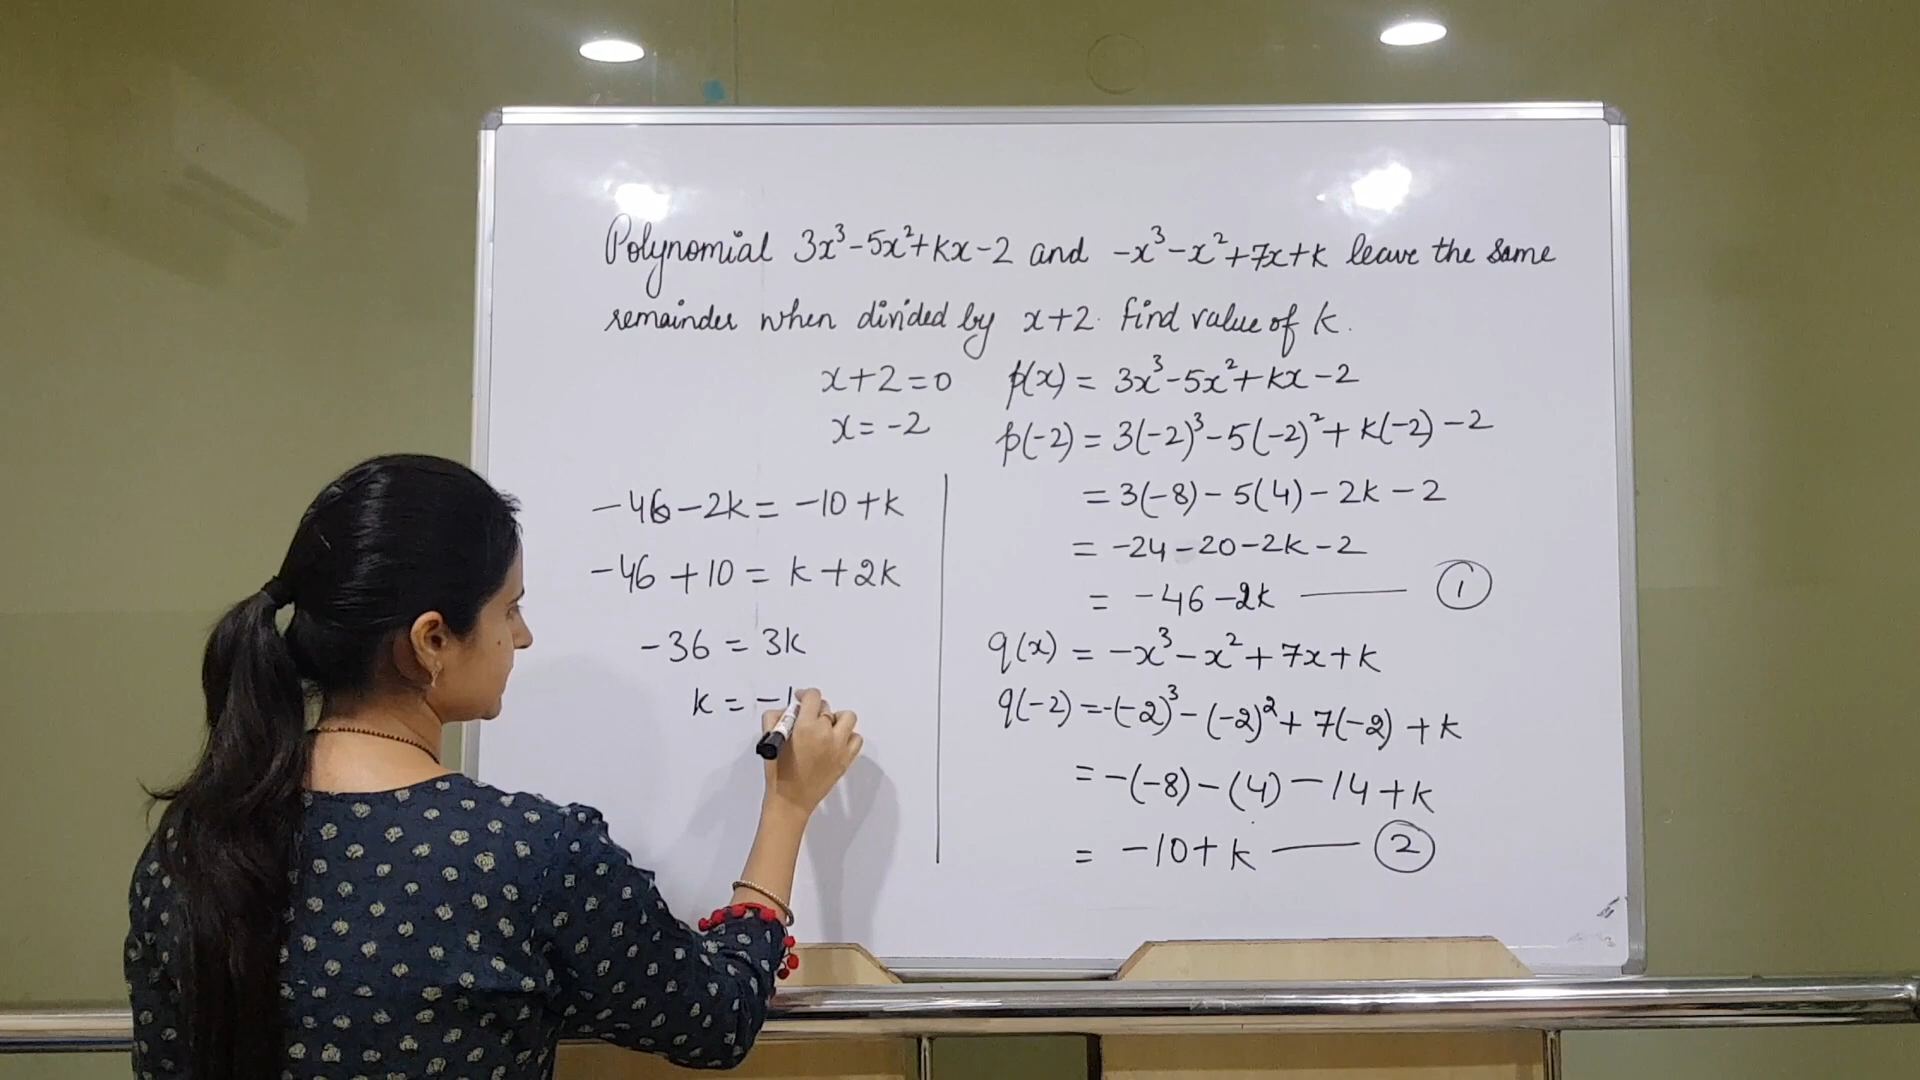 Polynomial 3x³-5x²+kx-2 and -x³-x²+7x+k leave the same
remainder when divided by x+2. find value of k.
x+2=0
x=-2
p(x) = 3x³-5x²+kx-2
p(-2) = 3(-2)³-5(-2)²+k(-2)-2
=3(-8)-5(4)-2k-2
= -24-20-2k-2
= -46-2k —— ①
q(x) = -x³-x²+7x+k
q(-2)=-(-2)³-(-2)²+7(-2)+k
=-(-8)-(4)-14+k
= -10+k —— ②
-46-2k=-10+k
-46+10=k+2k
-36=3k
k=-1